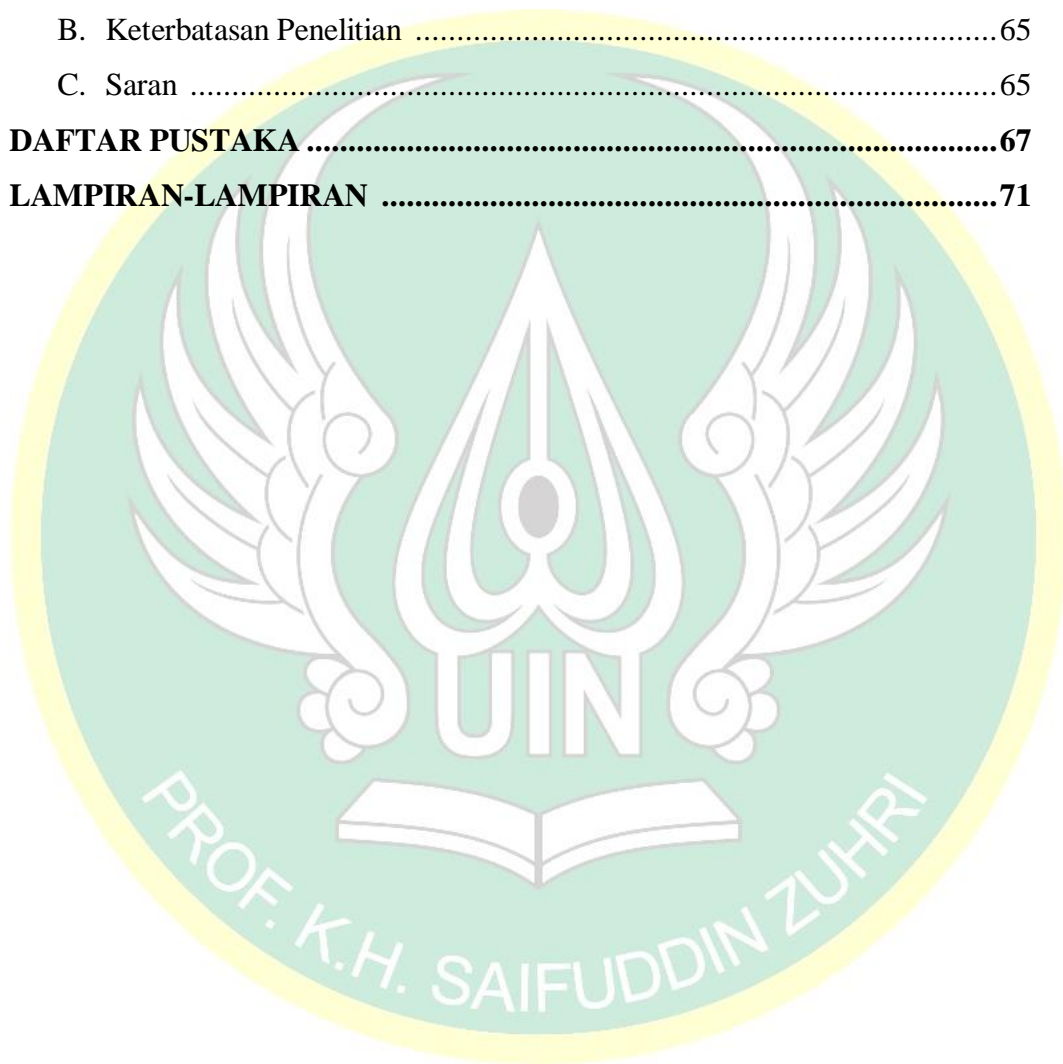 B. Keterbatasan Penelitian ......................................................................65
C. Saran .................................................................................................65
DAFTAR PUSTAKA ...................................................................................67
LAMPIRAN-LAMPIRAN ..........................................................................71
UIN
PROF. K.H. SAIFUDDIN ZUHRI